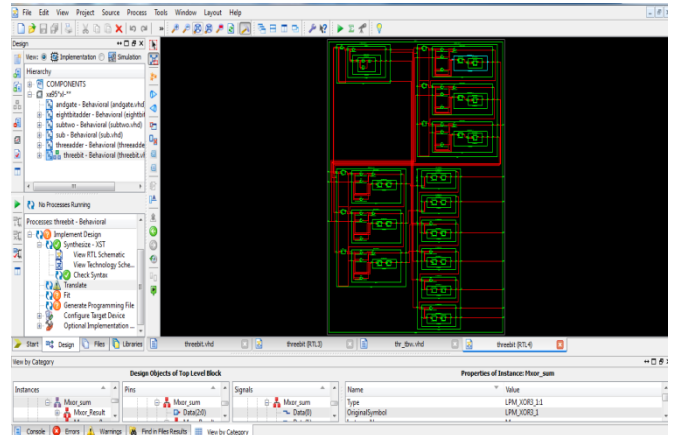 File Edit View Project Source Process Tools Window Layout Help
Design
View: Implementation Simulation
Hierarchy
COMPONENTS
xa95*xl-**
andgate - Behavioral (andgate.vhd
eightbitadder - Behavioral (eightbit
subtwo - Behavioral (subtwo.vhd)
sub - Behavioral (sub.vhd)
threeadder - Behavioral (threeadde
threebit - Behavioral (threebit.vh
No Processes Running
Processes: threebit - Behavioral
Implement Design
Synthesize - XST
View RTL Schematic
View Technology Sche...
Check Syntax
Translate
Fit
Generate Programming File
Configure Target Device
Optional Implementation ...
Start Design Files Libraries
threebit.vhd threebit (RTL3) thr_tbw.vhd threebit (RTL4)
View by Category
Design Objects of Top Level Block Properties of Instance: Mxor_sum
Instances Pins Signals Name Value
Mxor_sum Mxor_sum Mxor_sum Type LPM_XOR3_1:1
Mxor_Result Data(2:0) Data(0) OriginalSymbol LPM_XOR3_1
Console Errors Warnings Find in Files Results View by Category